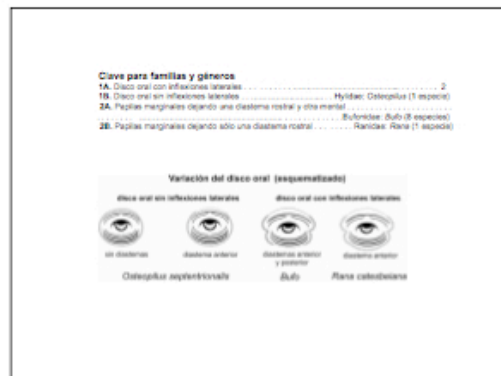 Clave para familias y géneros
1A. Disco oral con inflexiones laterales . . . . . . . . . . . . . . . . . . . . . . . . . . . . . . . . . . . . . . 2
1B. Disco oral sin inflexiones laterales . . . . . . . . . . . . . . . . . Hylidae: Osteopilus (1 especie)
2A. Papilas marginales dejando una diastema rostral y otra mental . . . . . . . . . . . . . . . . . . . .
. . . . . . . . . . . . . . . . . . . . . . . . . . . . . . . . . . . . . . . . . Bufonidae: Bufo (8 especies)
2B. Papilas marginales dejando sólo una diastema rostral . . . . . . . . Ranidae: Rana (1 especie)
Variación del disco oral (esquematizado)
disco oral sin inflexiones laterales disco oral con inflexiones laterales
sin diastemas diastema anterior diastemas anterior y posterior diastema anterior
Osteopilus septentrionalis Bufo Rana catesbeiana